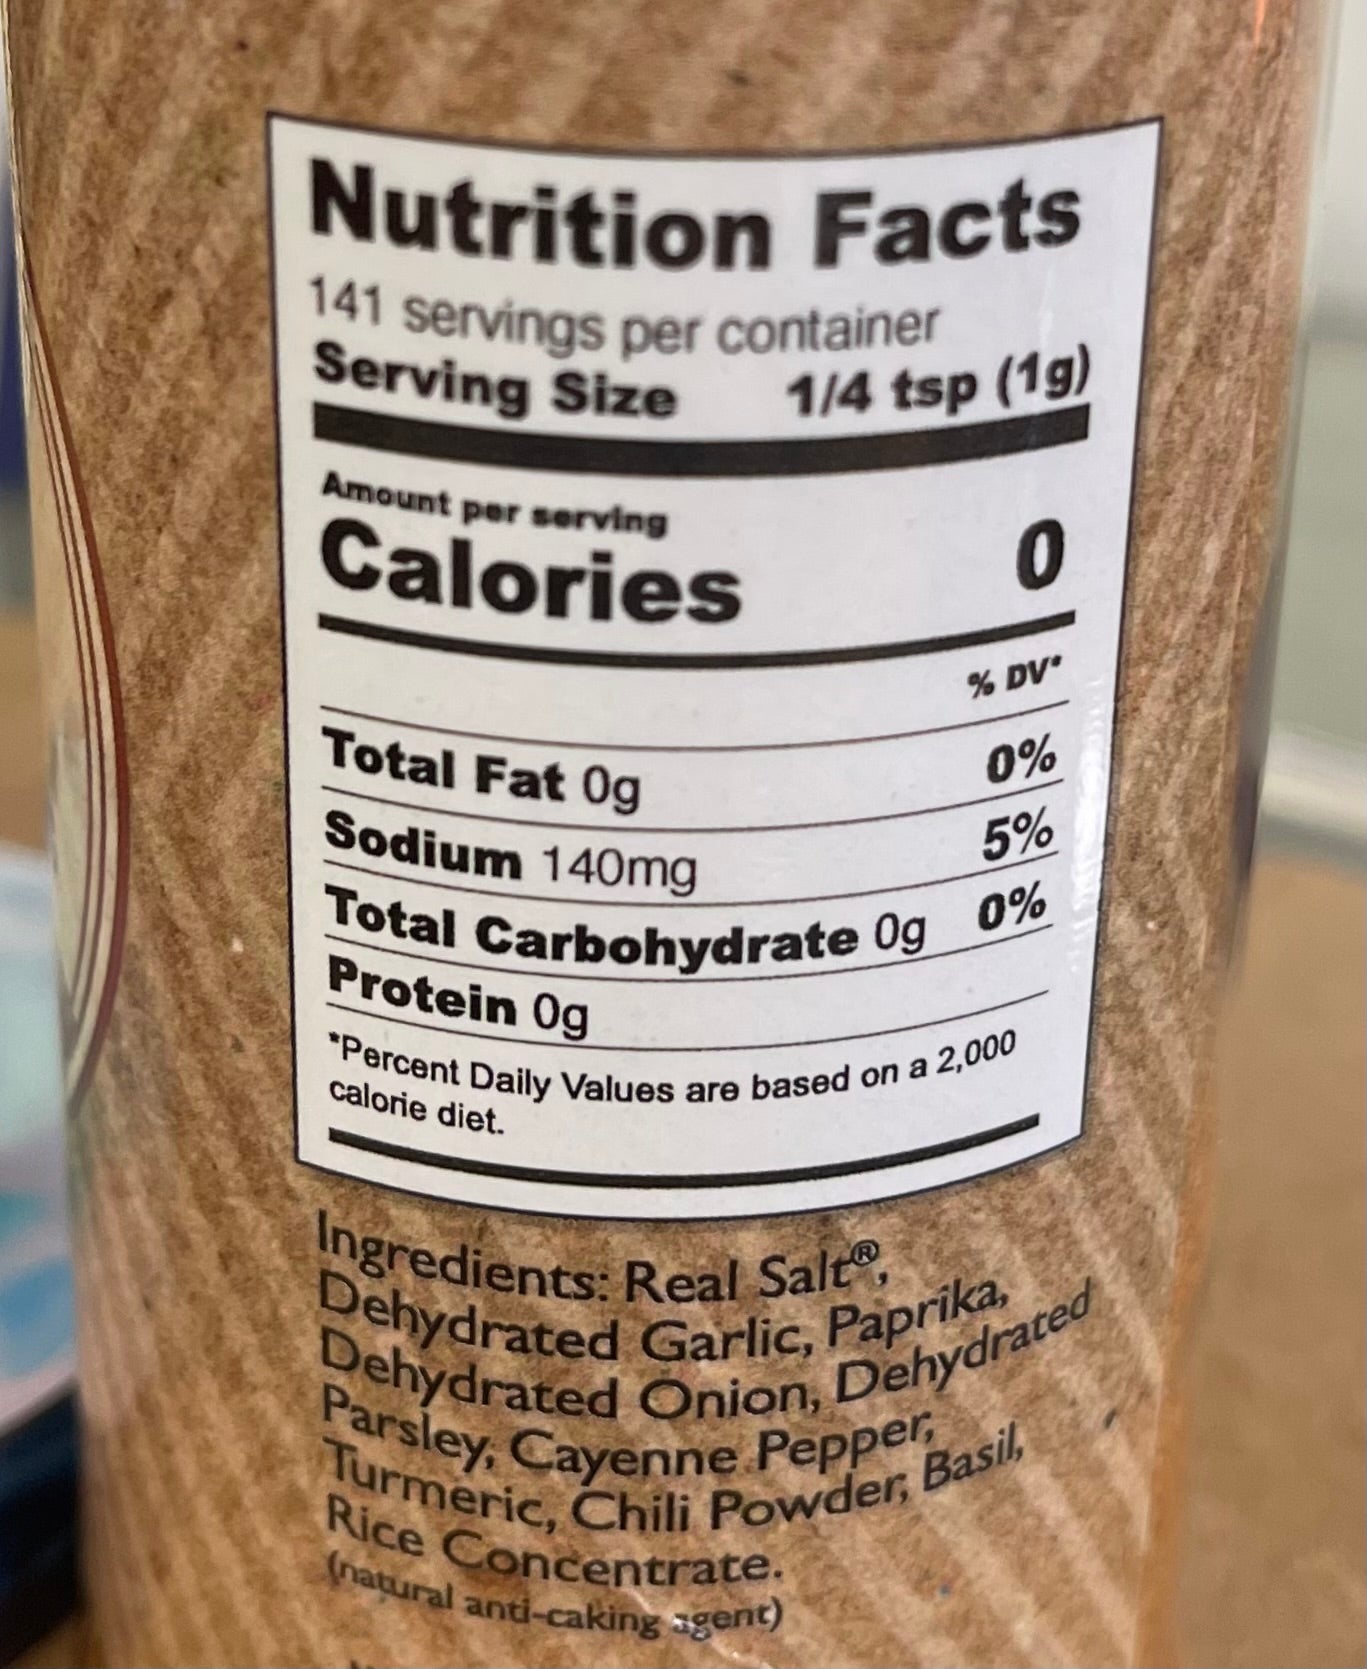 Nutrition Facts
141 servings per container
Serving Size 1/4 tsp (1g)
Amount per serving
Calories 0
% DV*
Total Fat 0g 0%
Sodium 140mg 5%
Total Carbohydrate 0g 0%
Protein 0g
*Percent Daily Values are based on a 2,000
calorie diet.
Ingredients: Real Salt®,
Dehydrated Garlic, Paprika,
Dehydrated Onion, Dehydrated
Parsley, Cayenne Pepper,
Turmeric, Chili Powder, Basil,
Rice Concentrate.
(natural anti-caking agent)